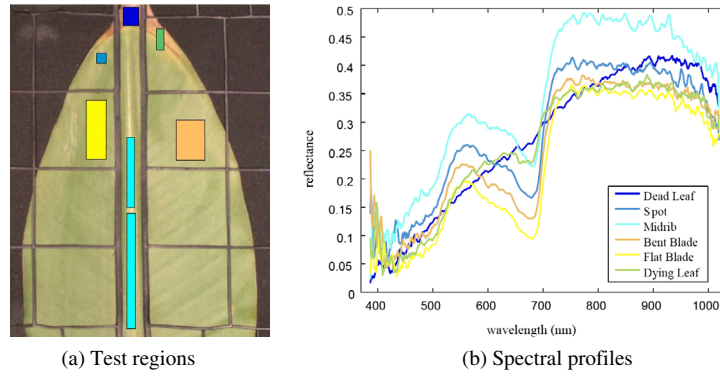 0.5
0.45
0.4
0.35
0.3
0.25
0.2
0.15
0.1
0.05
0
reflectance
Dead Leaf
Spot
Midrib
Bent Blade
Flat Blade
Dying Leaf
400 500 600 700 800 900 1000
wavelength (nm)
(a) Test regions
(b) Spectral profiles